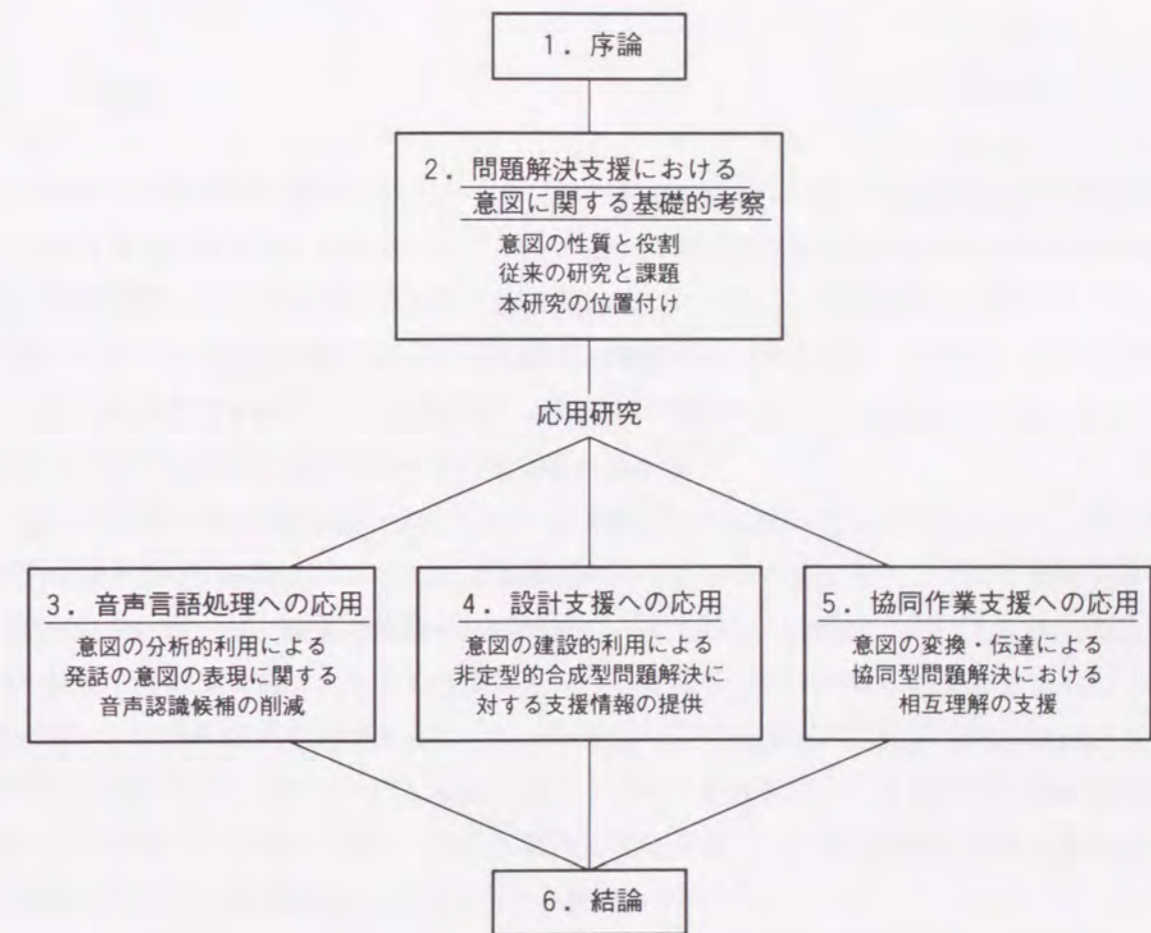 1. 序論
2. 問題解決支援における
意図に関する基礎的考察
意図の性質と役割
従来の研究と課題
本研究の位置付け
応用研究
3. 音声言語処理への応用
意図の分析的利用による
発話の意図の表現に関する
音声認識候補の削減
4. 設計支援への応用
意図の建設的利用による
非定型的合成型問題解決に
対する支援情報の提供
5. 協同作業支援への応用
意図の変換・伝達による
協同型問題解決における
相互理解の支援
6. 結論